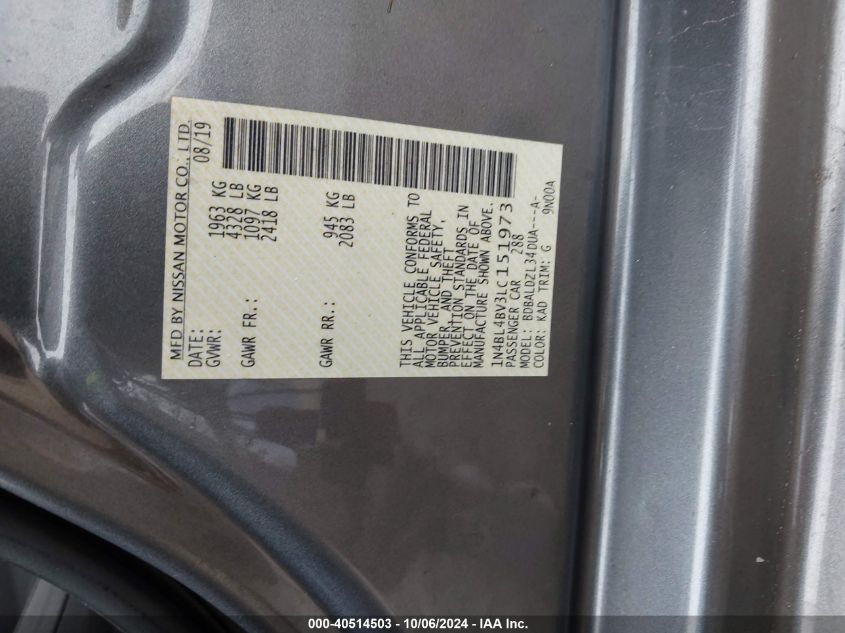 MFD BY NISSAN MOTOR CO., LTD.
DATE: 08/19
GVWR: 1963 KG
4328 LB
GAWR FR.: 1097 KG
2418 LB
GAWR RR.: 945 KG
2083 LB
THIS VEHICLE CONFORMS TO
ALL APPLICABLE FEDERAL
MOTOR VEHICLE SAFETY,
BUMPER, AND THEFT
PREVENTION STANDARDS IN
EFFECT ON THE DATE OF
MANUFACTURE SHOWN ABOVE.
1N4BL4BV3LC151973
PASSENGER CAR 288
MODEL: BDBALDZL34DUA---A-
COLOR: KAD TRIM: G 9N00A
000-40514503 - 10/06/2024 - IAA Inc.